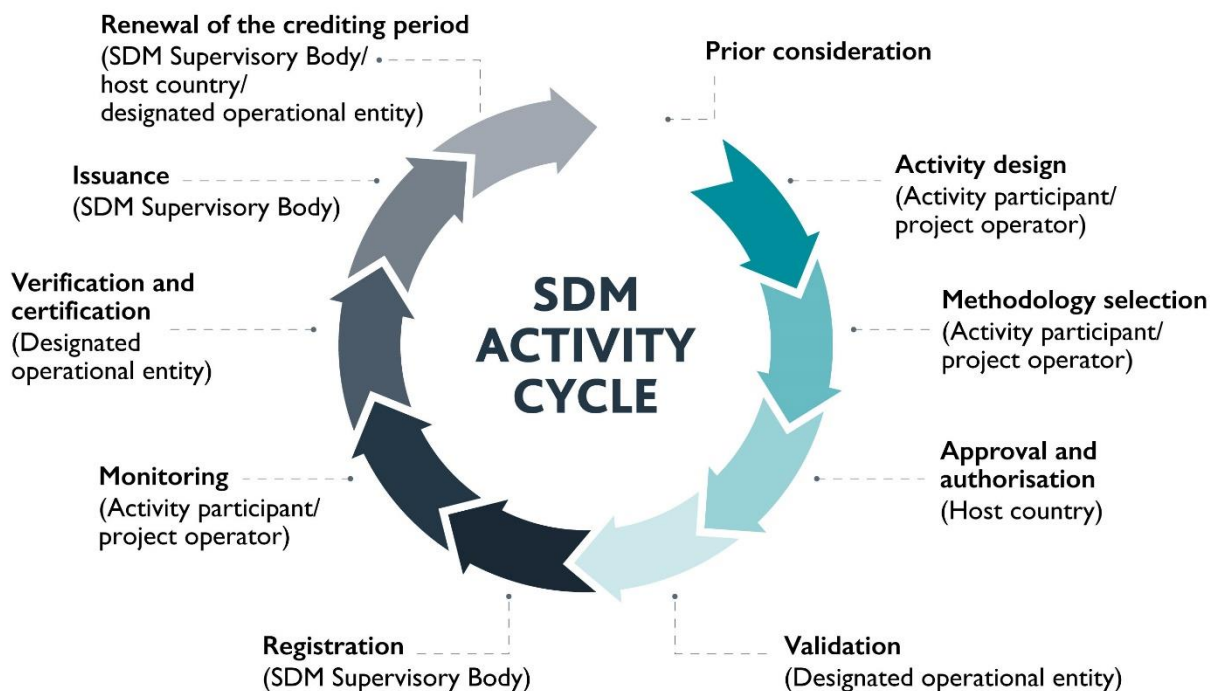 Prior consideration
Activity design
(Activity participant/
project operator)
Methodology selection
(Activity participant/
project operator)
Approval and
authorisation
(Host country)
Validation
(Designated operational entity)
Registration
(SDM Supervisory Body)
Monitoring
(Activity participant/
project operator)
Verification and
certification
(Designated
operational entity)
Issuance
(SDM Supervisory Body)
Renewal of the crediting period
(SDM Supervisory Body/
host country/
designated operational entity)
SDM
ACTIVITY
CYCLE